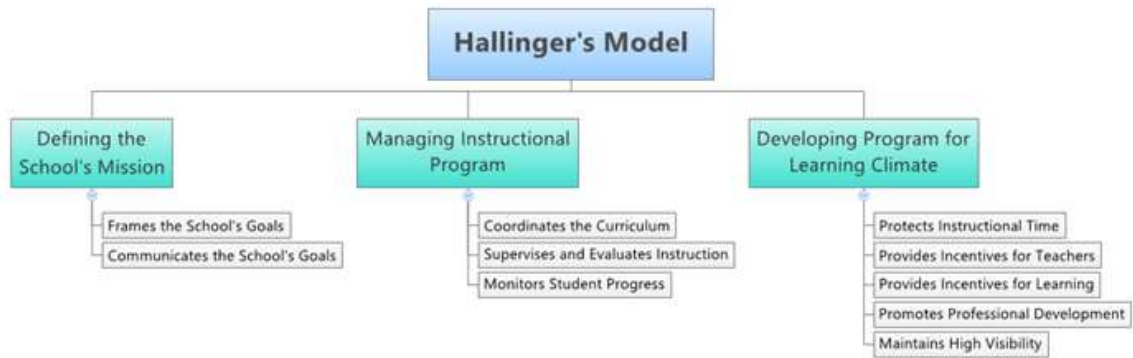 Hallinger's Model
Defining the
School's Mission
Frames the School's Goals
Communicates the School's Goals
Managing Instructional
Program
Coordinates the Curriculum
Supervises and Evaluates Instruction
Monitors Student Progress
Developing Program for
Learning Climate
Protects Instructional Time
Provides Incentives for Teachers
Provides Incentives for Learning
Promotes Professional Development
Maintains High Visibility